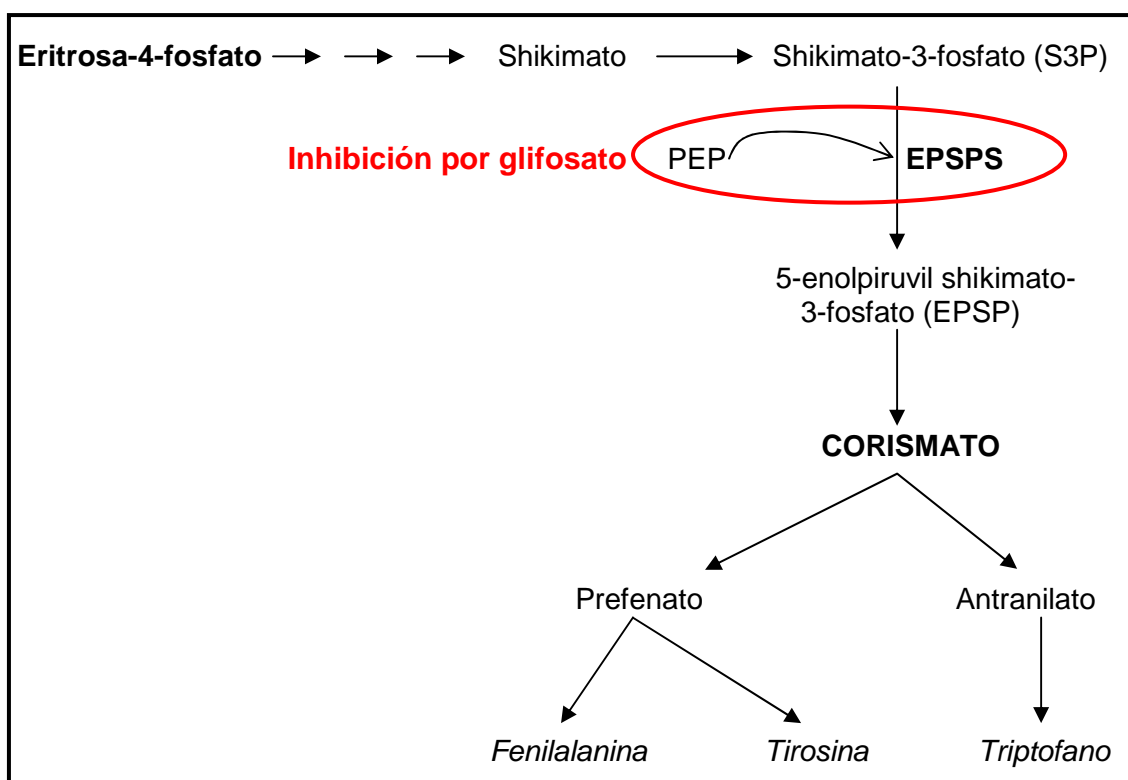 Eritrosa-4-fosfato Shikimato Shikimato-3-fosfato (S3P)
Inhibición por glifosato PEP EPSPS
5-enolpiruvil shikimato-
3-fosfato (EPSP)
CORISMATO
Prefenato Antranilato
Fenilalanina Tirosina Triptofano